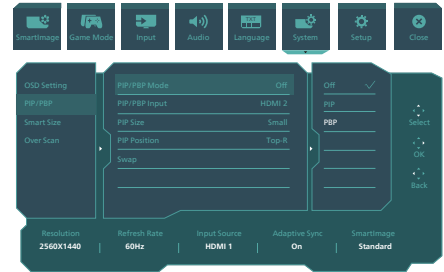 TXT
SmartImage Game Mode Input Audio Language System Setup Close
OSD Setting PIP/PBP Mode Off Off
PIP/PBP PIP/PBP Input HDMI 2 PIP
Smart Size PIP Size Small PBP Select
Over Scan PIP Position Top-R
Swap OK
Back
Resolution Refresh Rate Input Source Adaptive Sync SmartImage
2560X1440 | 60Hz | HDMI 1 | On | Standard